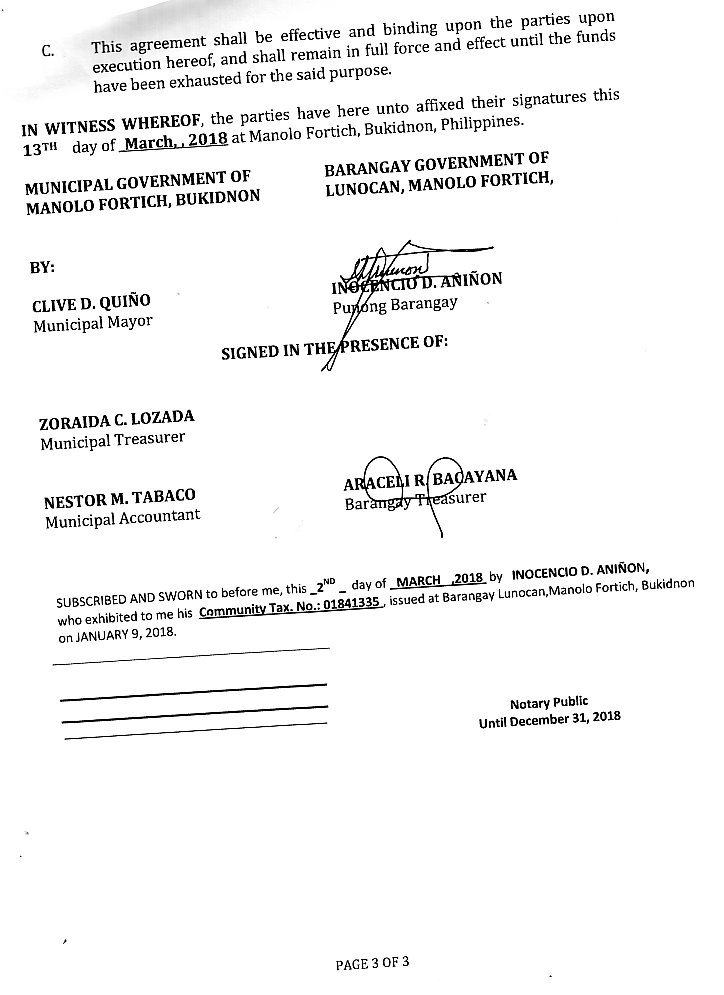 C. This agreement shall be effective and binding upon the parties upon
execution hereof, and shall remain in full force and effect until the funds
have been exhausted for the said purpose.
IN WITNESS WHEREOF, the parties have here unto affixed their signatures this
13TH day of March, , 2018 at Manolo Fortich, Bukidnon, Philippines.
MUNICIPAL GOVERNMENT OF
MANOLO FORTICH, BUKIDNON
BARANGAY GOVERNMENT OF
LUNOCAN, MANOLO FORTICH,
BY:
CLIVE D. QUIÑO
Municipal Mayor
INOCENCIO D. AÑIÑON
Punong Barangay
SIGNED IN THE PRESENCE OF:
ZORAIDA C. LOZADA
Municipal Treasurer
NESTOR M. TABACO
Municipal Accountant
ARACELI R. BACAYANA
Barangay Treasurer
SUBSCRIBED AND SWORN to before me, this _2ND _ day of _MARCH ,2018 by INOCENCIO D. ANIÑON,
who exhibited to me his Community Tax. No.: 01841335 , issued at Barangay Lunocan,Manolo Fortich, Bukidnon
on JANUARY 9, 2018.
Notary Public
Until December 31, 2018
PAGE 3 OF 3